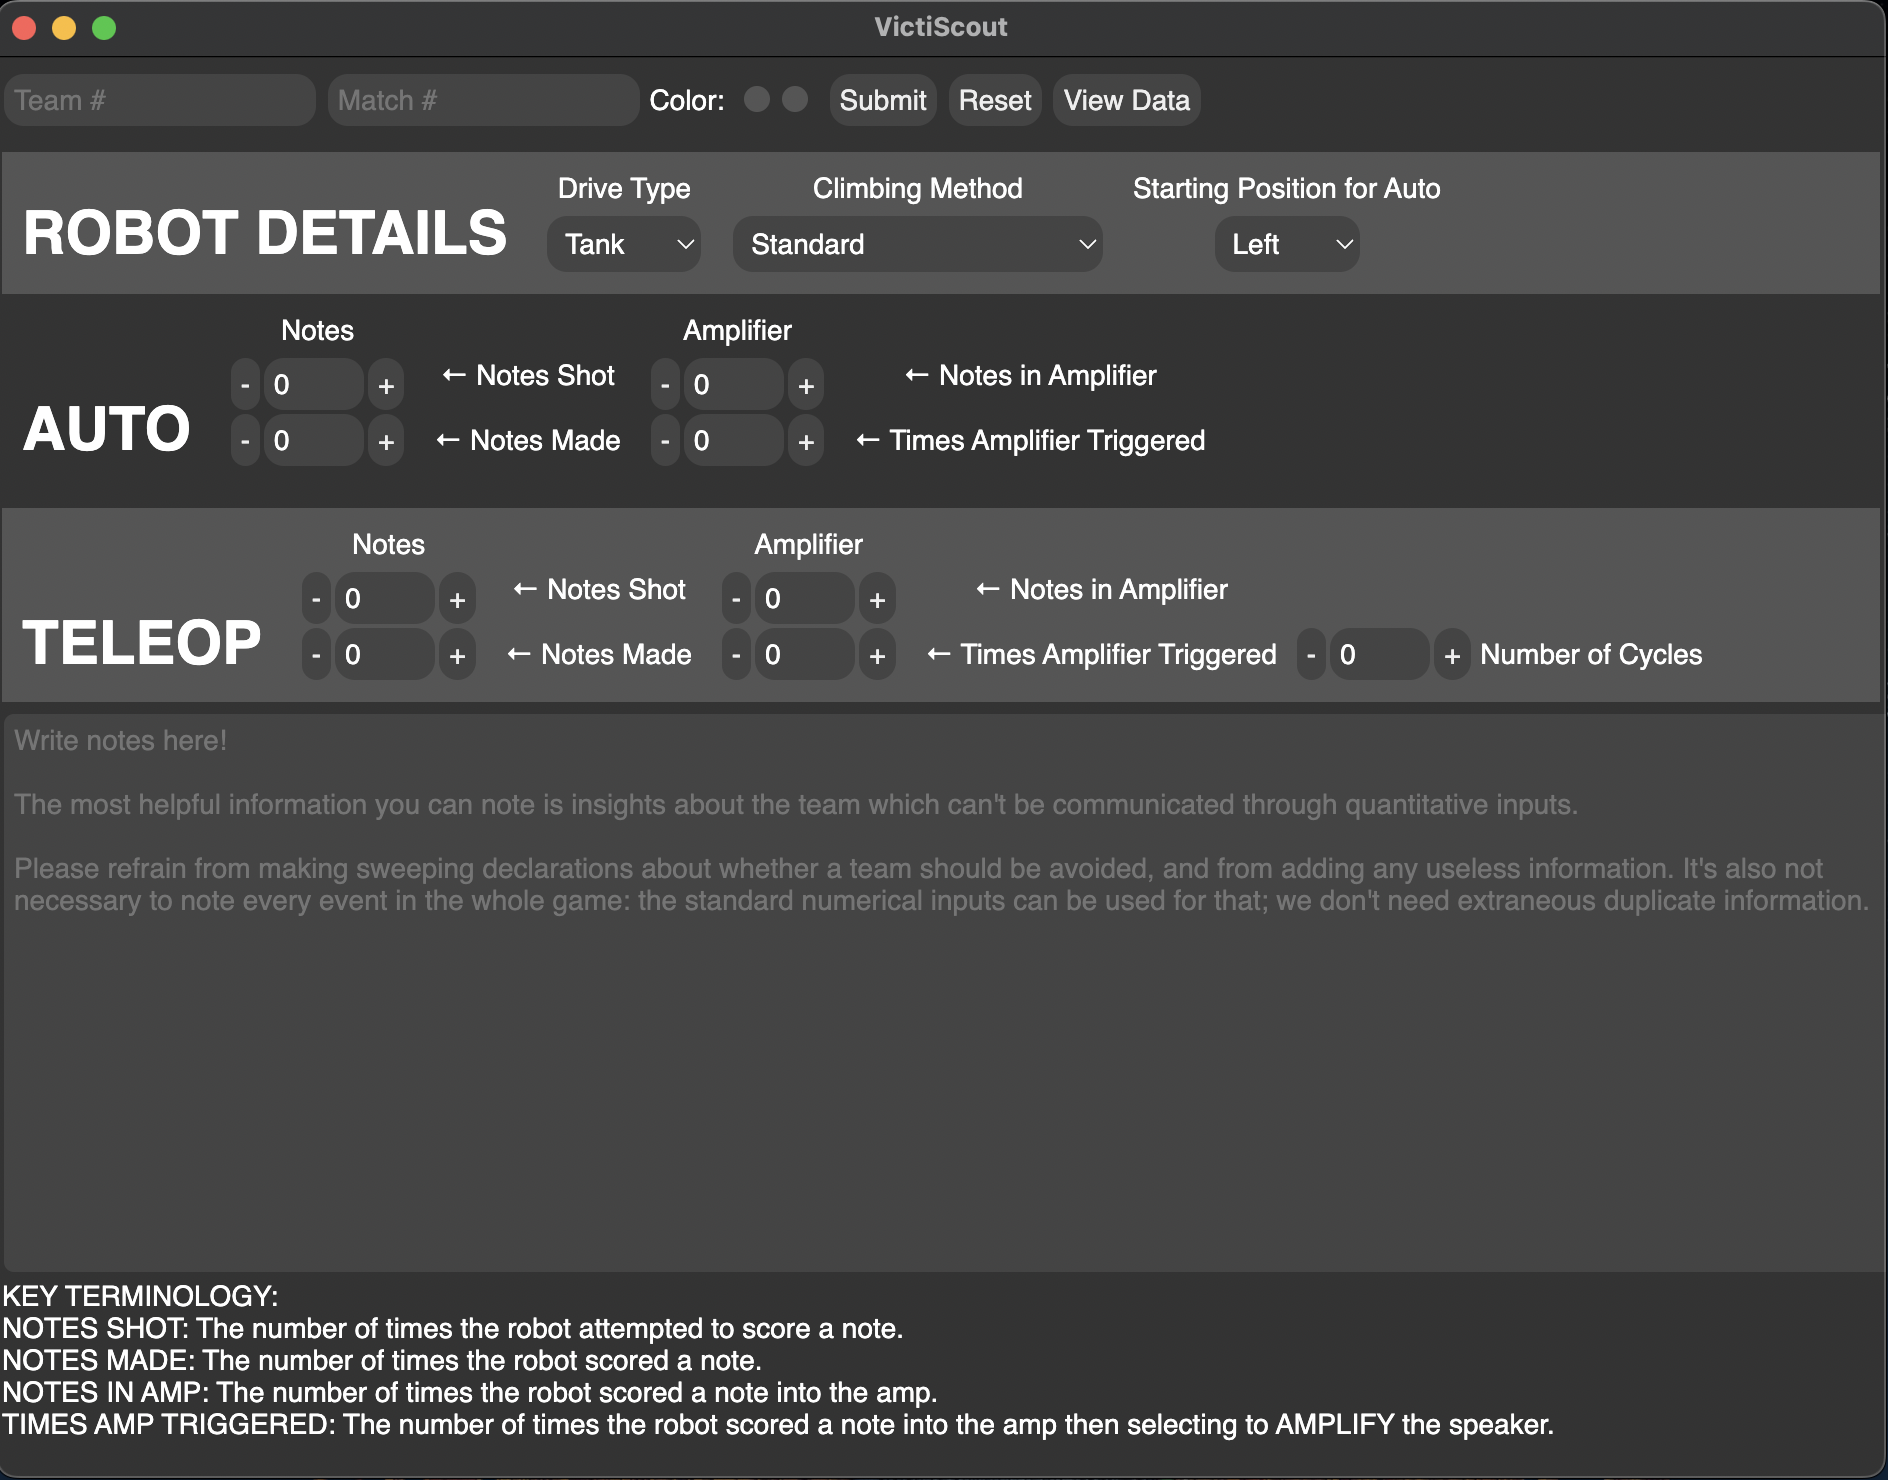 VictiScout
Team # Match # Color: Submit Reset View Data
Drive Type Climbing Method Starting Position for Auto
ROBOT DETAILS Tank Standard Left
Notes Amplifier
- 0 + ← Notes Shot - 0 + ← Notes in Amplifier
AUTO
- 0 + ← Notes Made - 0 + ← Times Amplifier Triggered
Notes Amplifier
- 0 + ← Notes Shot - 0 + ← Notes in Amplifier
TELEOP
- 0 + ← Notes Made - 0 + ← Times Amplifier Triggered - 0 + Number of Cycles
Write notes here!
The most helpful information you can note is insights about the team which can't be communicated through quantitative inputs.
Please refrain from making sweeping declarations about whether a team should be avoided, and from adding any useless information. It's also not
necessary to note every event in the whole game: the standard numerical inputs can be used for that; we don't need extraneous duplicate information.
KEY TERMINOLOGY:
NOTES SHOT: The number of times the robot attempted to score a note.
NOTES MADE: The number of times the robot scored a note.
NOTES IN AMP: The number of times the robot scored a note into the amp.
TIMES AMP TRIGGERED: The number of times the robot scored a note into the amp then selecting to AMPLIFY the speaker.